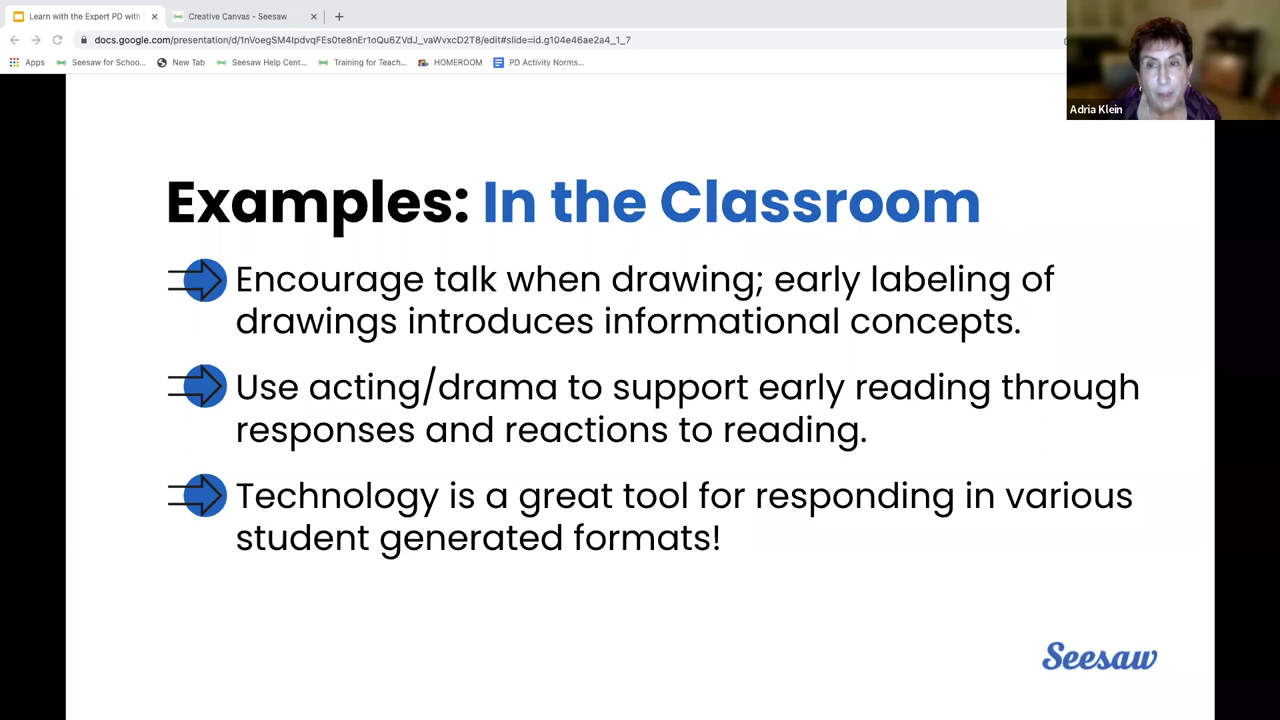 Learn with the Expert PD with
Creative Canvas - Seesaw
docs.google.com/presentation/d/1nVoegSM4IpdvqFEs0te8nEr1oQu6ZVdJ_vaWvxcD2T8/edit#slide=id.g104e46ae2a4_1_7
Apps
Seesaw for Schoo...
New Tab
Seesaw Help Cent...
Training for Teach...
HOMEROOM
PD Activity Norms...
Adria Klein
Examples: In the Classroom
Encourage talk when drawing; early labeling of
drawings introduces informational concepts.
Use acting/drama to support early reading through
responses and reactions to reading.
Technology is a great tool for responding in various
student generated formats!
Seesaw